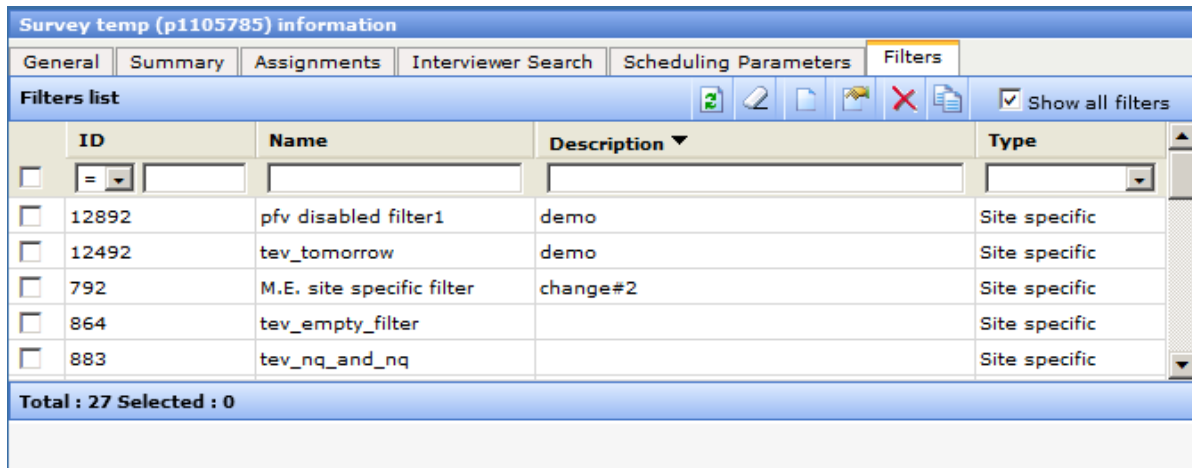 Survey temp (p1105785) information
General Summary Assignments Interviewer Search Scheduling Parameters Filters
Filters list Show all filters
ID Name Description Type
=
12892 pfv disabled filter1 demo Site specific
12492 tev_tomorrow demo Site specific
792 M.E. site specific filter change#2 Site specific
864 tev_empty_filter Site specific
883 tev_nq_and_nq Site specific
Total : 27 Selected : 0